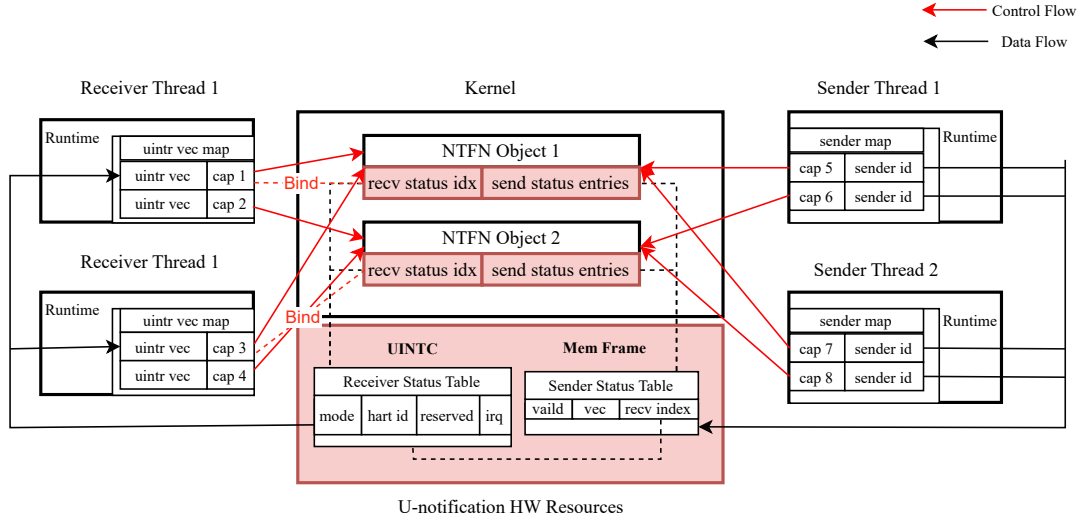 Control Flow
Data Flow
Receiver Thread 1
Kernel
Sender Thread 1
Runtime
uintr vec map
uintr vec
cap 1
uintr vec
cap 2
Bind
NTFN Object 1
recv status idx
send status entries
NTFN Object 2
recv status idx
send status entries
sender map
Runtime
cap 5
sender id
cap 6
sender id
Receiver Thread 1
Sender Thread 2
Runtime
uintr vec map
uintr vec
cap 3
uintr vec
cap 4
Bind
UINTC
Mem Frame
Receiver Status Table
mode
hart id
reserved
irq
Sender Status Table
vaild
vec
recv index
sender map
Runtime
cap 7
sender id
cap 8
sender id
U-notification HW Resources